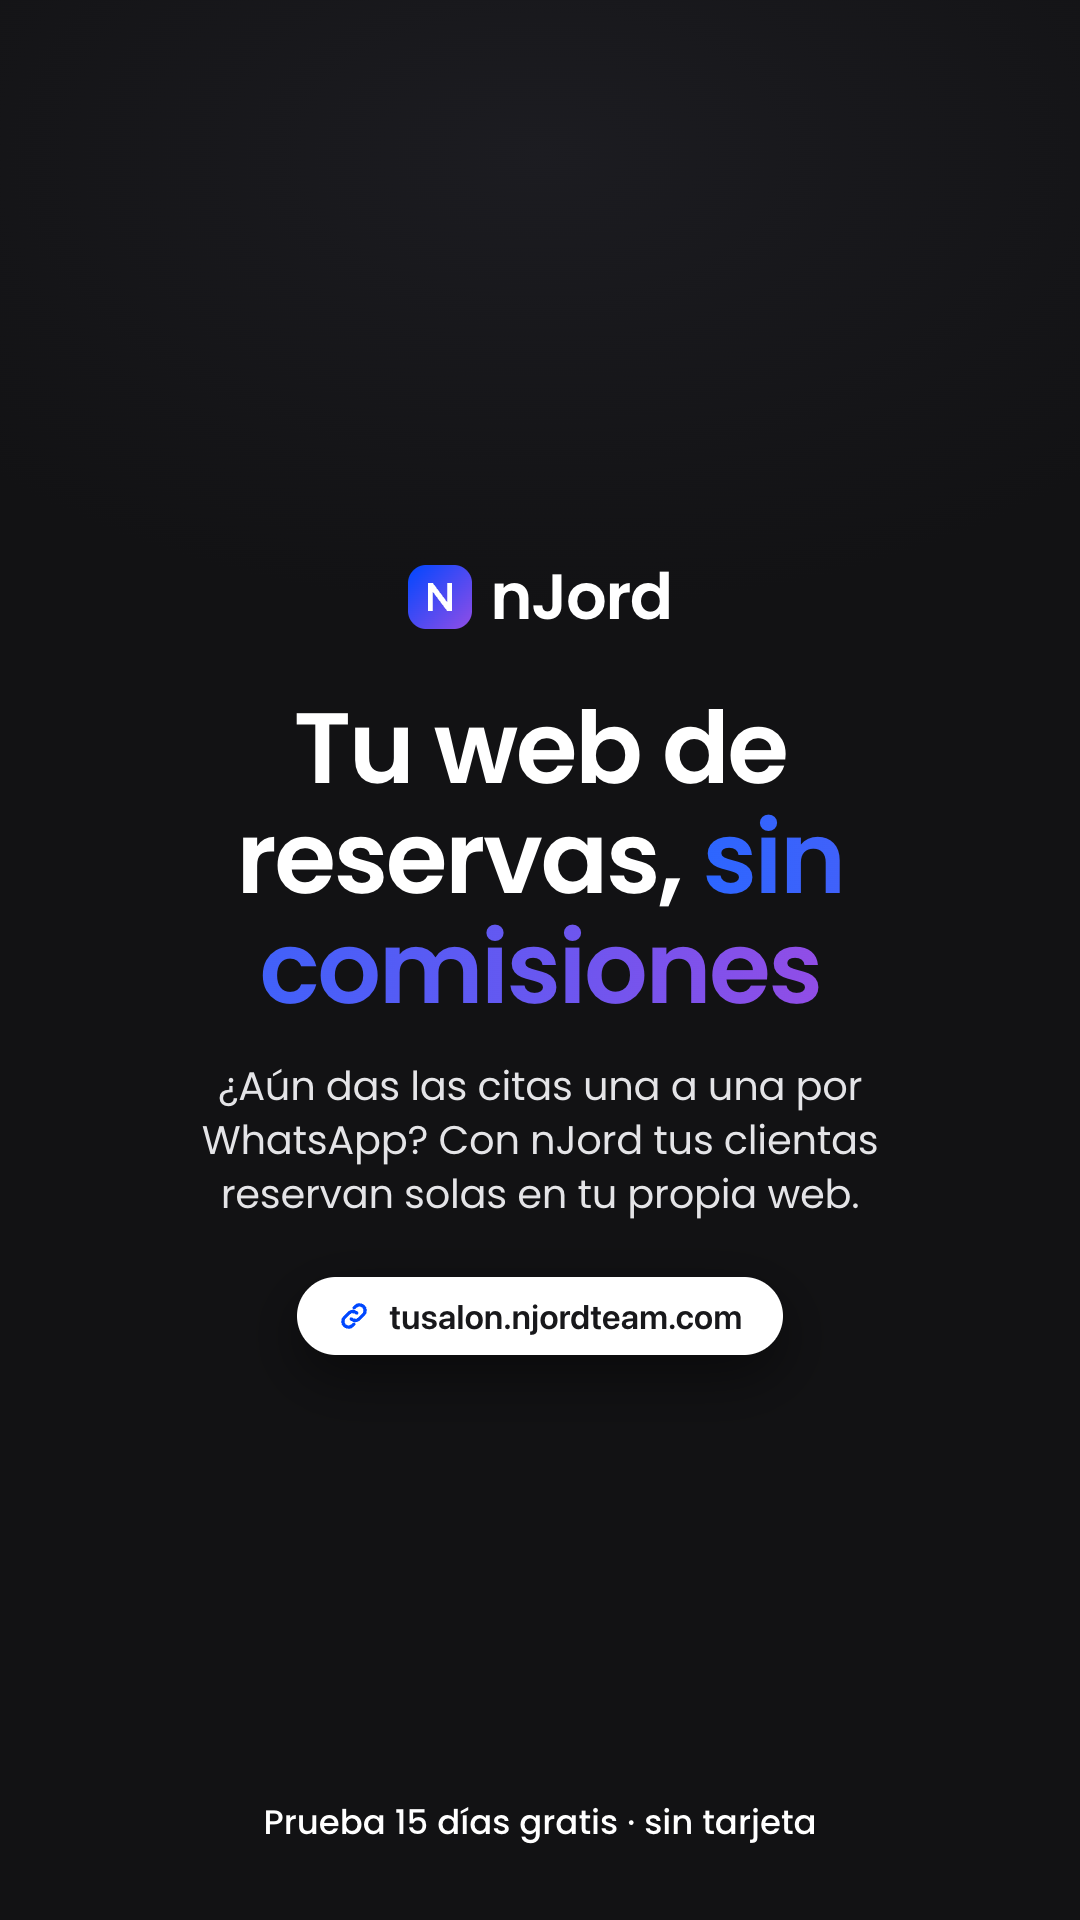 N nJord
Tu web de
reservas, sin
comisiones
¿Aún das las citas una a una por
WhatsApp? Con nJord tus clientas
reservan solas en tu propia web.
tusalon.njordteam.com
Prueba 15 días gratis · sin tarjeta